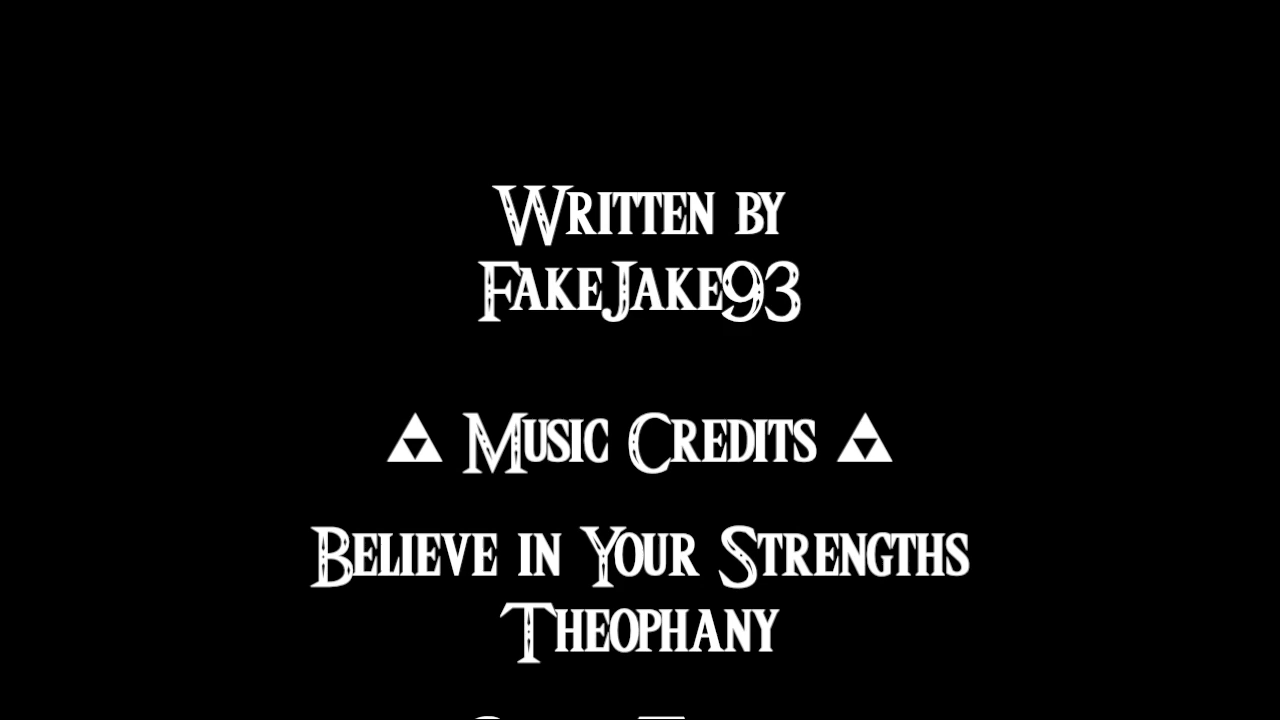 Written by
FakeJake93
Music Credits
Believe in Your Strengths
Theophany